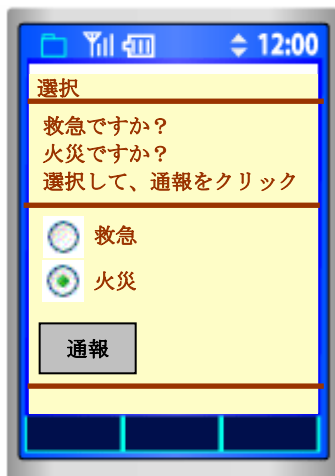 12:00
選択
救急ですか？
火災ですか？
選択して、通報をクリック
救急
火災
通報